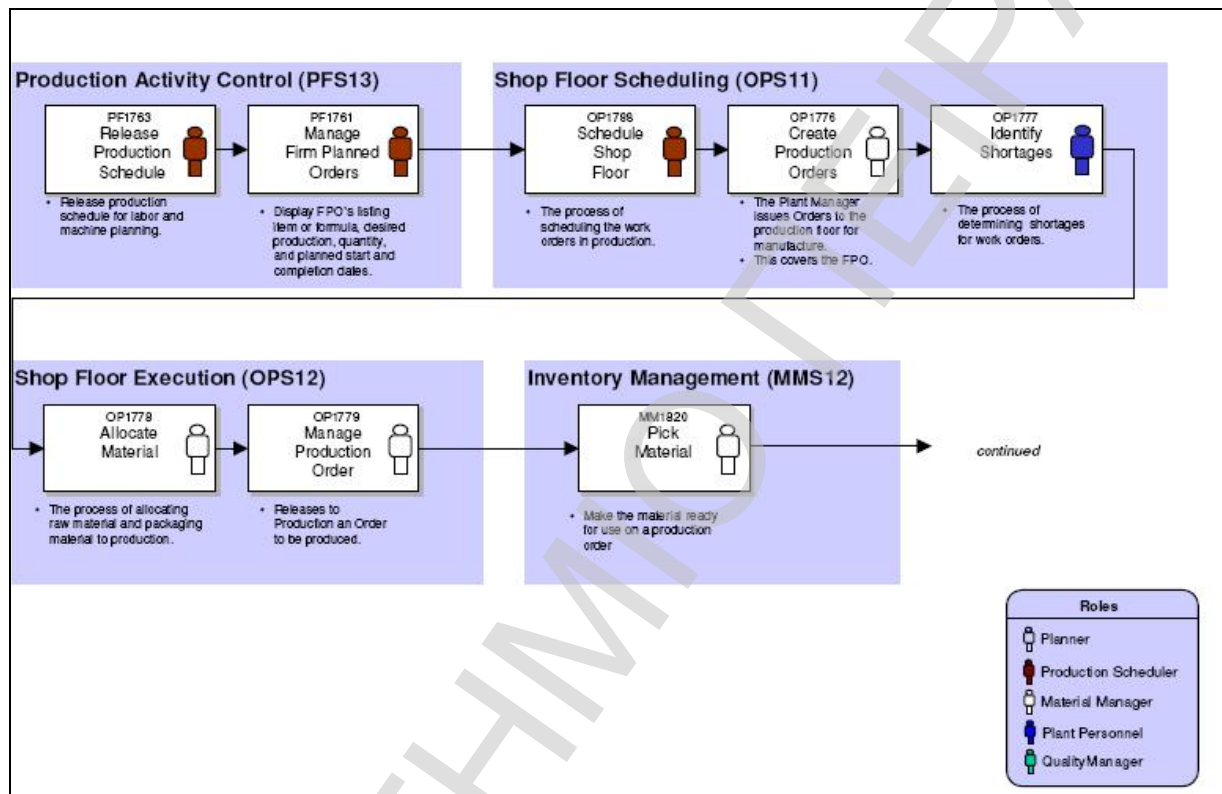 Production Activity Control (PFS13)
PF1763
Release
Production
Schedule
• Release production
schedule for labor and
machine planning.
PF1761
Manage
Firm Planned
Orders
• Display FPO's listing
item or formula, desired
production, quantity,
and planned start and
completion dates.
Shop Floor Scheduling (OPS11)
OP1786
Schedule
Shop
Floor
• The process of
scheduling the work
orders in production.
OP1776
Create
Production
Orders
• The Plant Manager
issues Orders to the
production floor for
manufacture.
• This covers the FPO.
OP1777
Identify
Shortages
• The process of
determining shortages
for work orders.
Shop Floor Execution (OPS12)
OP1778
Allocate
Material
• The process of allocating
raw material and packaging
material to production.
OP1779
Manage
Production
Order
• Releases to
Production an Order
to be produced.
Inventory Management (MMS12)
MM1820
Pick
Material
• Make the material ready
for use on a production
order
continued
Roles
Planner
Production Scheduler
Material Manager
Plant Personnel
QualityManager